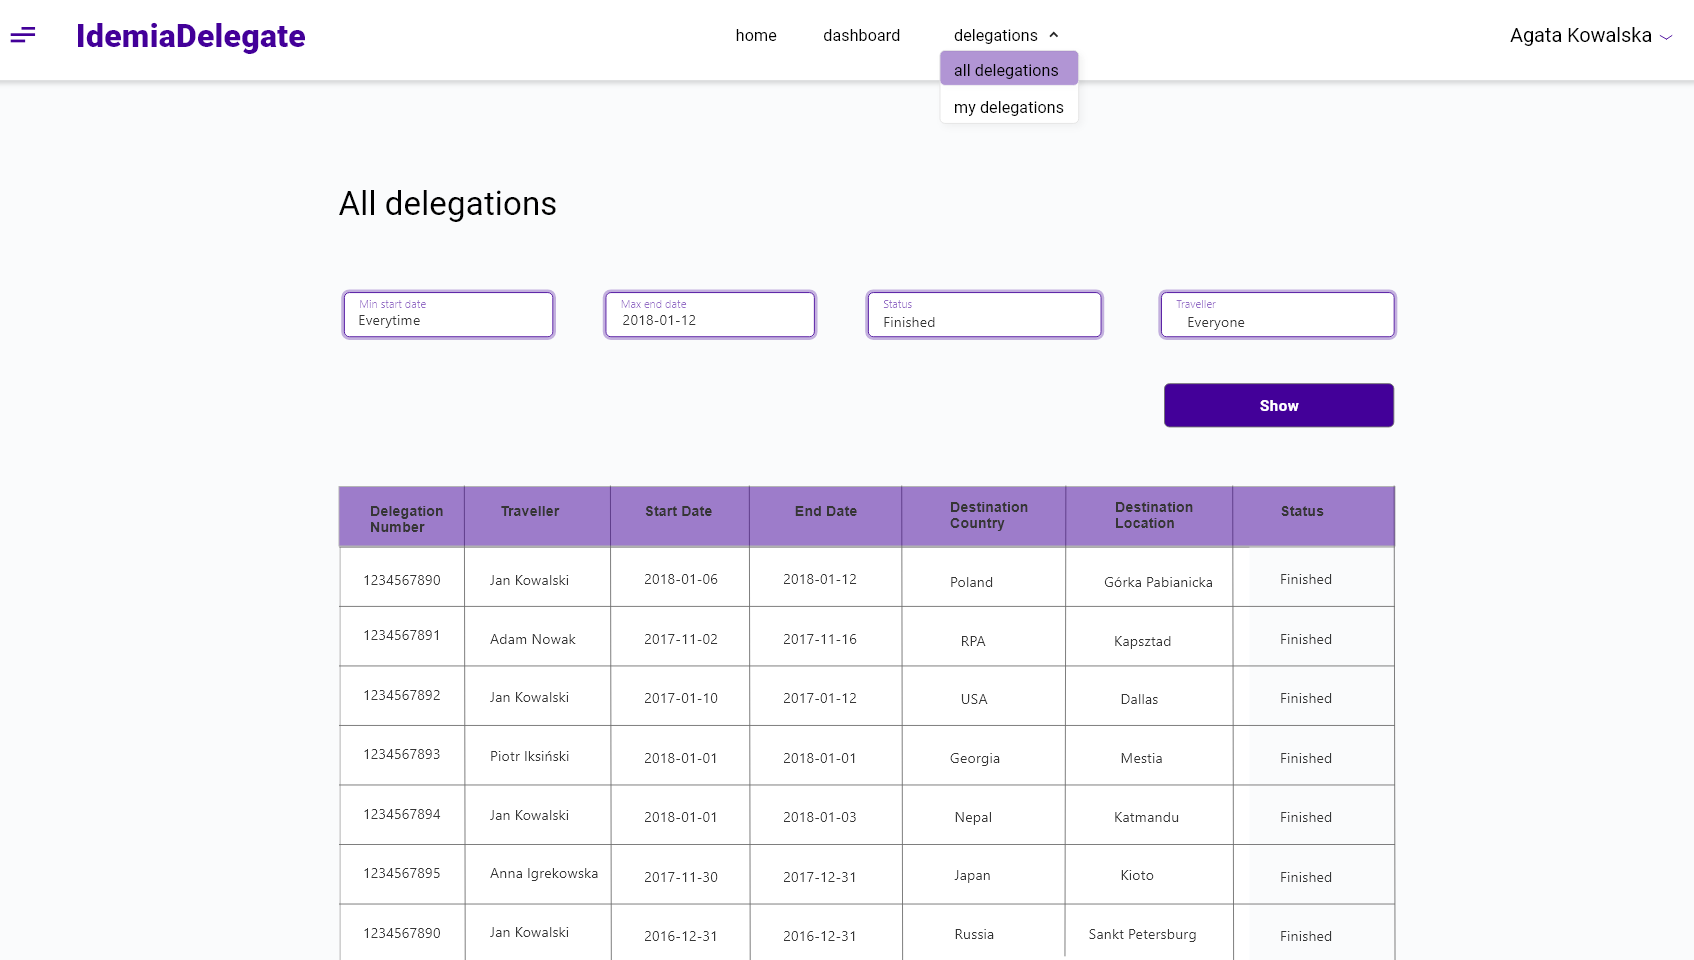 IdemiaDelegate
home dashboard delegations
Agata Kowalska
all delegations
my delegations
All delegations
Min start date
Everytime
Max end date
2018-01-12
Status
Finished
Traveller
Everyone
Show
Delegation Number Traveller Start Date End Date Destination Country Destination Location Status
1234567890 Jan Kowalski 2018-01-06 2018-01-12 Poland Górka Pabianicka Finished
1234567891 Adam Nowak 2017-11-02 2017-11-16 RPA Kapsztad Finished
1234567892 Jan Kowalski 2017-01-10 2017-01-12 USA Dallas Finished
1234567893 Piotr Iksiński 2018-01-01 2018-01-01 Georgia Mestia Finished
1234567894 Jan Kowalski 2018-01-01 2018-01-03 Nepal Katmandu Finished
1234567895 Anna Igrekowska 2017-11-30 2017-12-31 Japan Kioto Finished
1234567890 Jan Kowalski 2016-12-31 2016-12-31 Russia Sankt Petersburg Finished